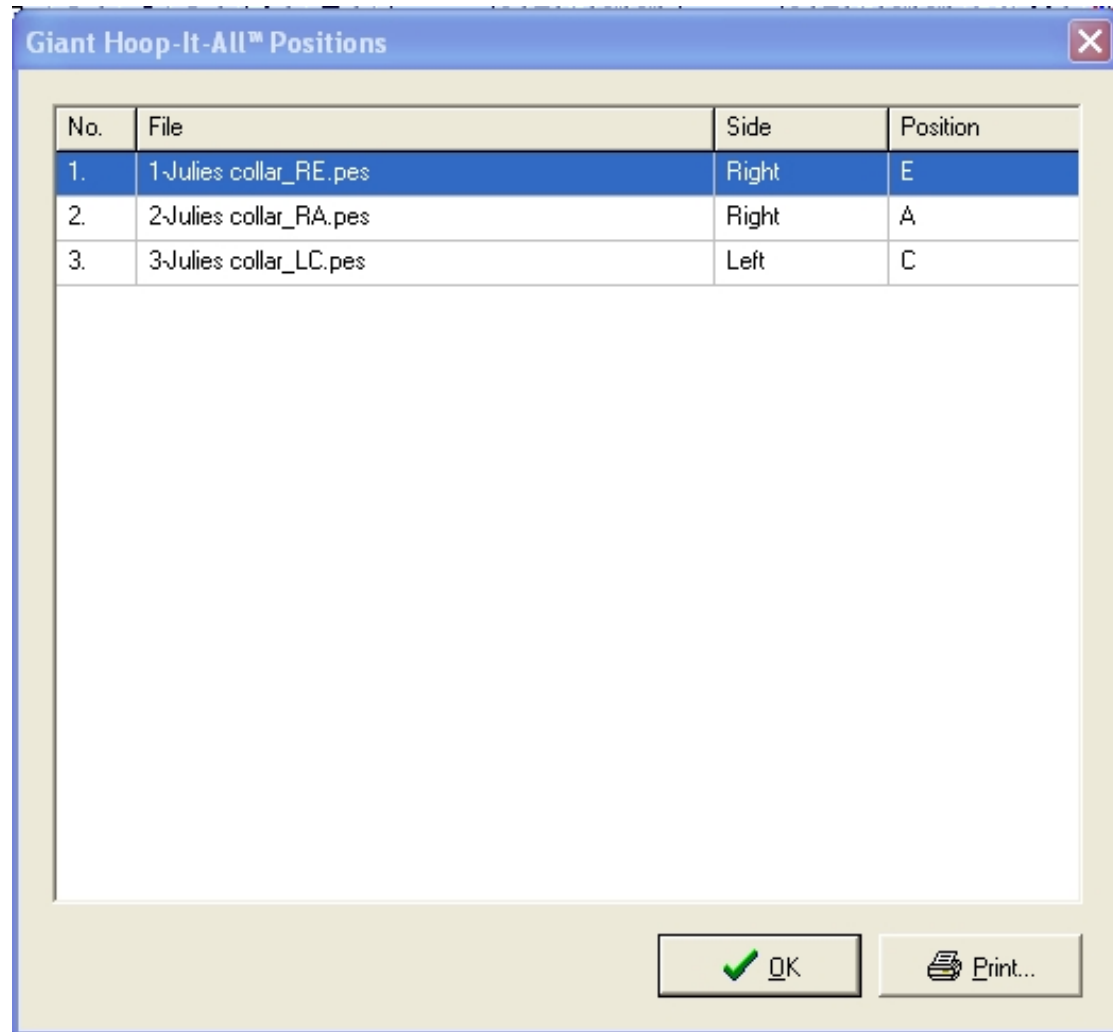 Giant Hoop-It-All™ Positions
No. File Side Position
1. 1-Julies collar_RE.pes Right E
2. 2-Julies collar_RA.pes Right A
3. 3-Julies collar_LC.pes Left C
OK Print...